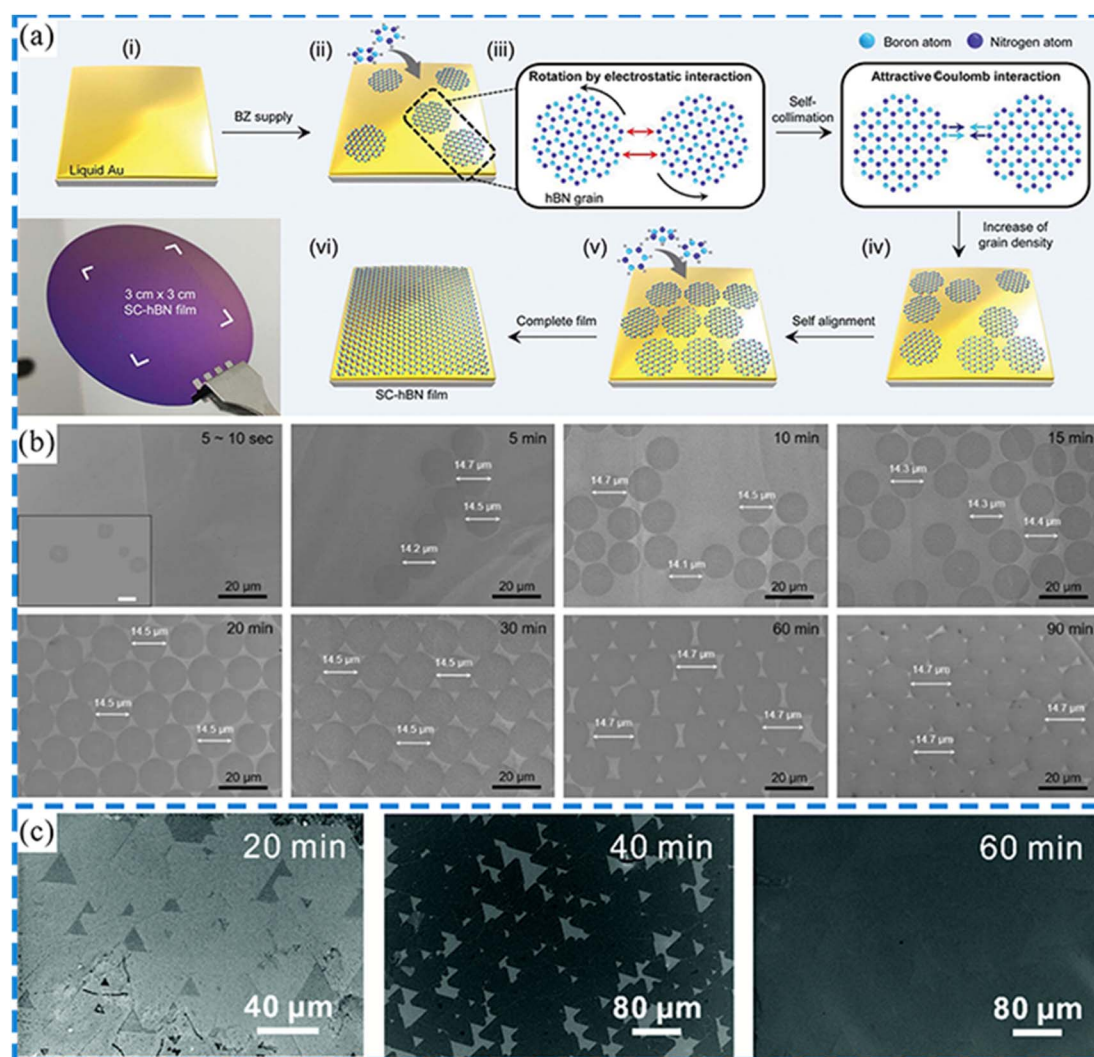 (a)
(i)
Liquid Au
BZ supply
(ii)
(iii)
Rotation by electrostatic interaction
hBN grain
Self-
collimation
Boron atom
Nitrogen atom
Attractive Coulomb interaction
Increase of
grain density
(iv)
Self alignment
(v)
Complete film
(vi)
SC-hBN film
3 cm x 3 cm
SC-hBN film
(b)
5 ~ 10 sec
20 µm
5 min
14.7 µm
14.5 µm
14.2 µm
20 µm
10 min
14.7 µm
14.5 µm
14.1 µm
20 µm
15 min
14.3 µm
14.3 µm
14.4 µm
20 µm
20 min
14.5 µm
14.5 µm
14.5 µm
20 µm
30 min
14.5 µm
14.5 µm
14.5 µm
20 µm
60 min
14.7 µm
14.7 µm
14.7 µm
20 µm
90 min
14.7 µm
14.7 µm
14.7 µm
20 µm
(c)
20 min
40 µm
40 min
80 µm
60 min
80 µm